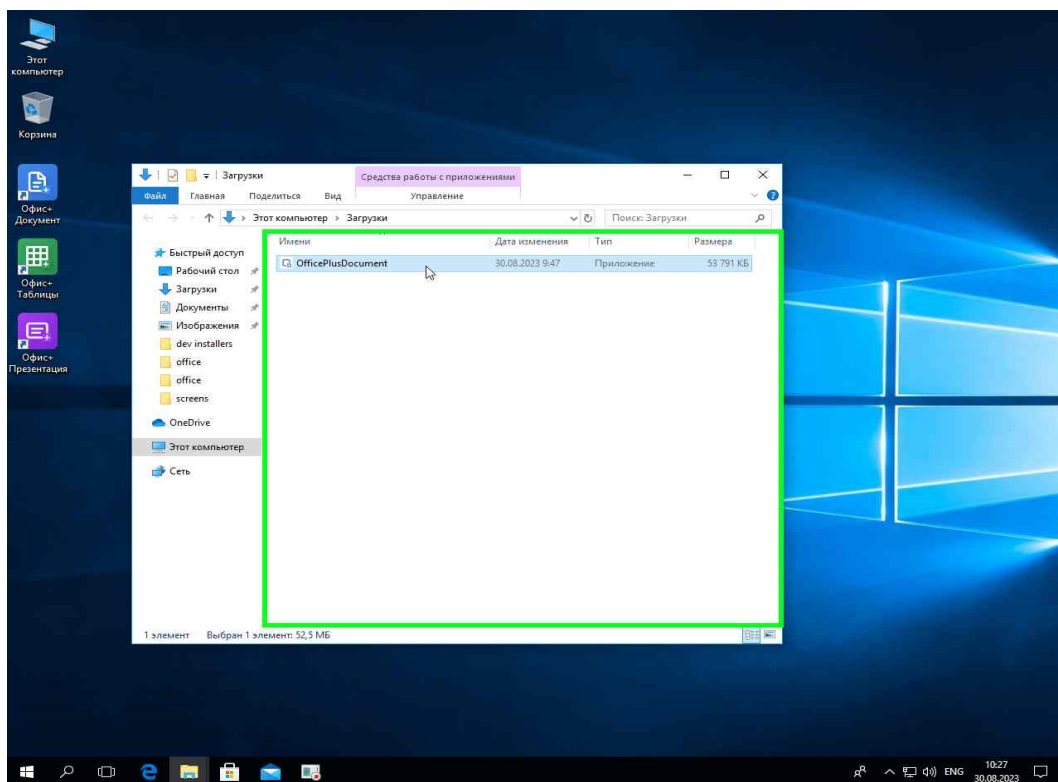 Этот
компьютер
Корзина
Офис+
Документ
Офис+
Таблицы
Офис+
Презентация
Загрузки
Средства работы с приложениями
Файл Главная Поделиться Вид Управление
Этот компьютер > Загрузки
Поиск: Загрузки
Быстрый доступ
Рабочий стол
Загрузки
Документы
Изображения
dev installers
office
office
screens
OneDrive
Этот компьютер
Сеть
Имени Дата изменения Тип Размера
OfficePlusDocument 30.08.2023 9:47 Приложение 53 791 КБ
1 элемент Выбран 1 элемент: 52,5 МБ
ENG
10:27
30.08.2023